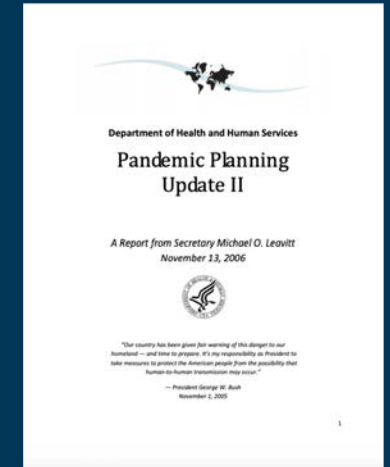 Department of Health and Human Services
Pandemic Planning
Update II
A Report from Secretary Michael O. Leavitt
November 13, 2006
"Our country has been given fair warning of this danger to our
homeland — and time to prepare. It's my responsibility as President to
take measures to protect the American people from the possibility that
human-to-human transmission may occur."
— President George W. Bush
November 1, 2005
1